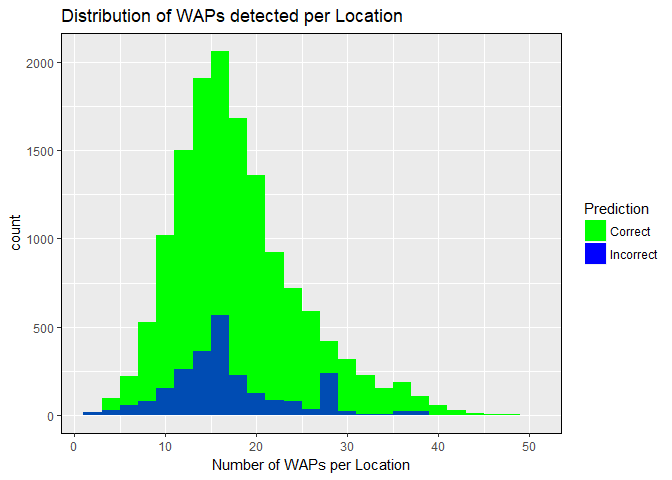 Distribution of WAPs detected per Location
2000
1500
1000
500
0
count
0 10 20 30 40 50
Number of WAPs per Location
Prediction
Correct
Incorrect